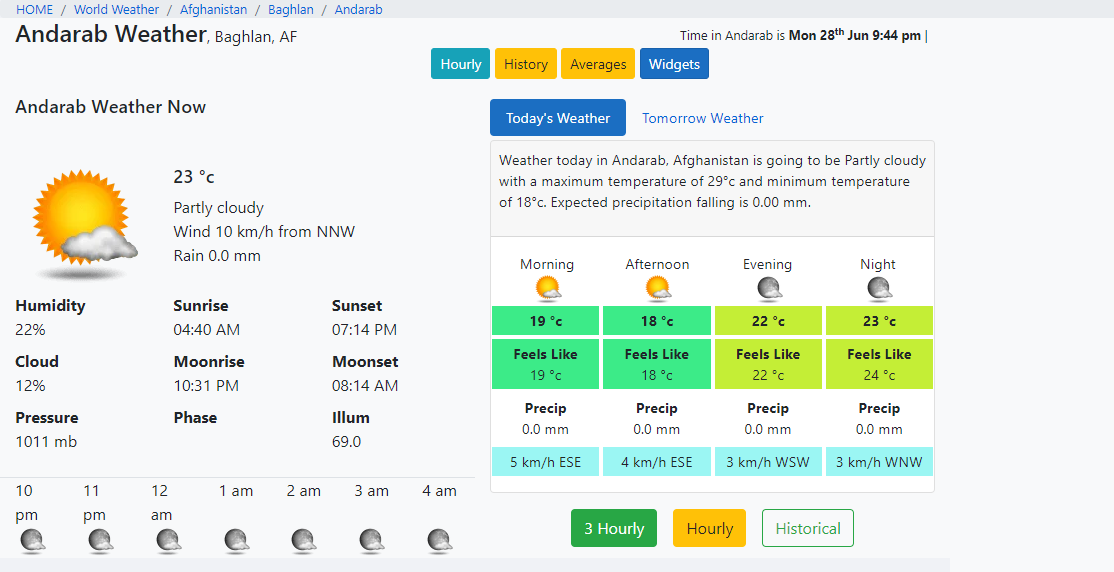 HOME / World Weather / Afghanistan / Baghlan / Andarab
Andarab Weather, Baghlan, AF
Time in Andarab is Mon 28th Jun 9:44 pm |
Hourly History Averages Widgets
Andarab Weather Now
23 °c
Partly cloudy
Wind 10 km/h from NNW
Rain 0.0 mm
Humidity Sunrise Sunset
22% 04:40 AM 07:14 PM
Cloud Moonrise Moonset
12% 10:31 PM 08:14 AM
Pressure Phase Illum
1011 mb 69.0
10 11 12 1 am 2 am 3 am 4 am
pm pm am
Today's Weather Tomorrow Weather
Weather today in Andarab, Afghanistan is going to be Partly cloudy
with a maximum temperature of 29°c and minimum temperature
of 18°c. Expected precipitation falling is 0.00 mm.
Morning Afternoon Evening Night
19 °c 18 °c 22 °c 23 °c
Feels Like Feels Like Feels Like Feels Like
19 °c 18 °c 22 °c 24 °c
Precip Precip Precip Precip
0.0 mm 0.0 mm 0.0 mm 0.0 mm
5 km/h ESE 4 km/h ESE 3 km/h WSW 3 km/h WNW
3 Hourly Hourly Historical